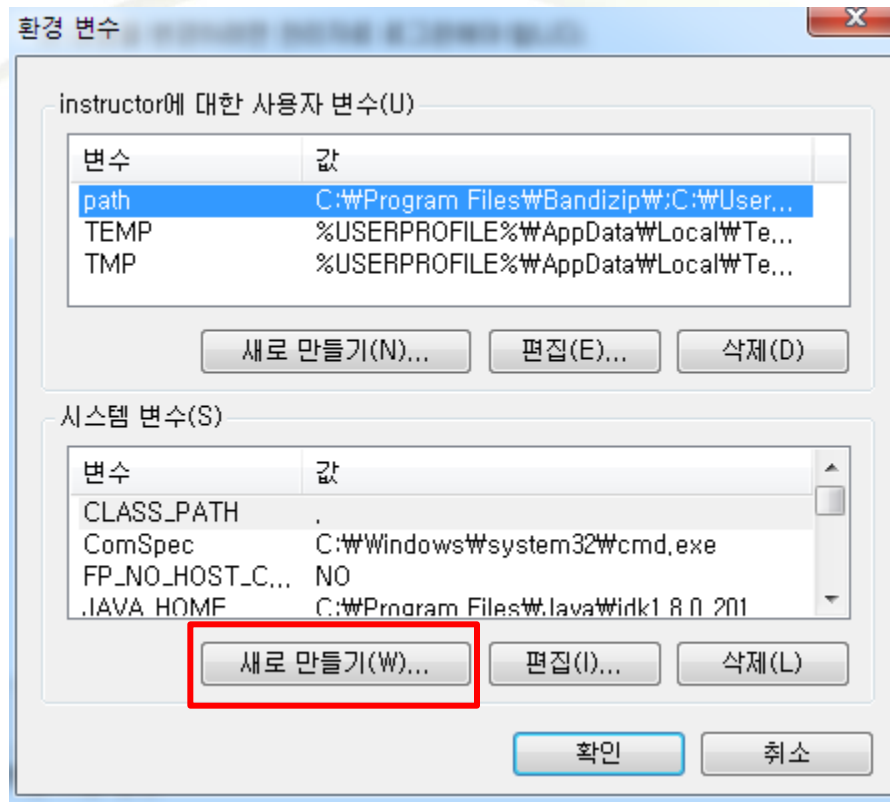 환경 변수
instructor에 대한 사용자 변수(U)
변수 값
path C:₩Program Files₩Bandizip₩;C:₩User...
TEMP %USERPROFILE%₩AppData₩Local₩Te...
TMP %USERPROFILE%₩AppData₩Local₩Te...
새로 만들기(N)... 편집(E)... 삭제(D)
시스템 변수(S)
변수 값
CLASS_PATH .
ComSpec C:₩Windows₩system32₩cmd.exe
FP_NO_HOST_C... NO
JAVA_HOME C:₩Program Files₩Java₩jdk1.8.0_201
새로 만들기(W)... 편집(I)... 삭제(L)
확인 취소